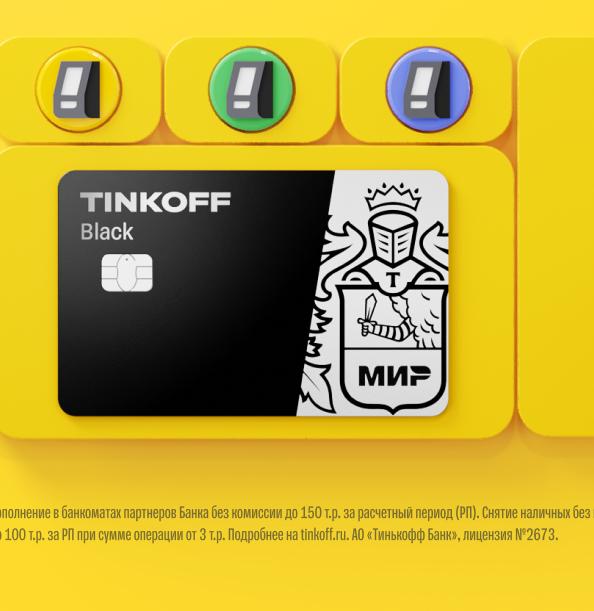 TINKOFF
Black
T
МИР
ополнение в банкоматах партнеров Банка без комиссии до 150 т.р. за расчетный период (РП). Снятие наличных без
100 т.р. за РП при сумме операции от 3 т.р. Подробнее на tinkoff.ru. АО «Тинькофф Банк», лицензия №2673.